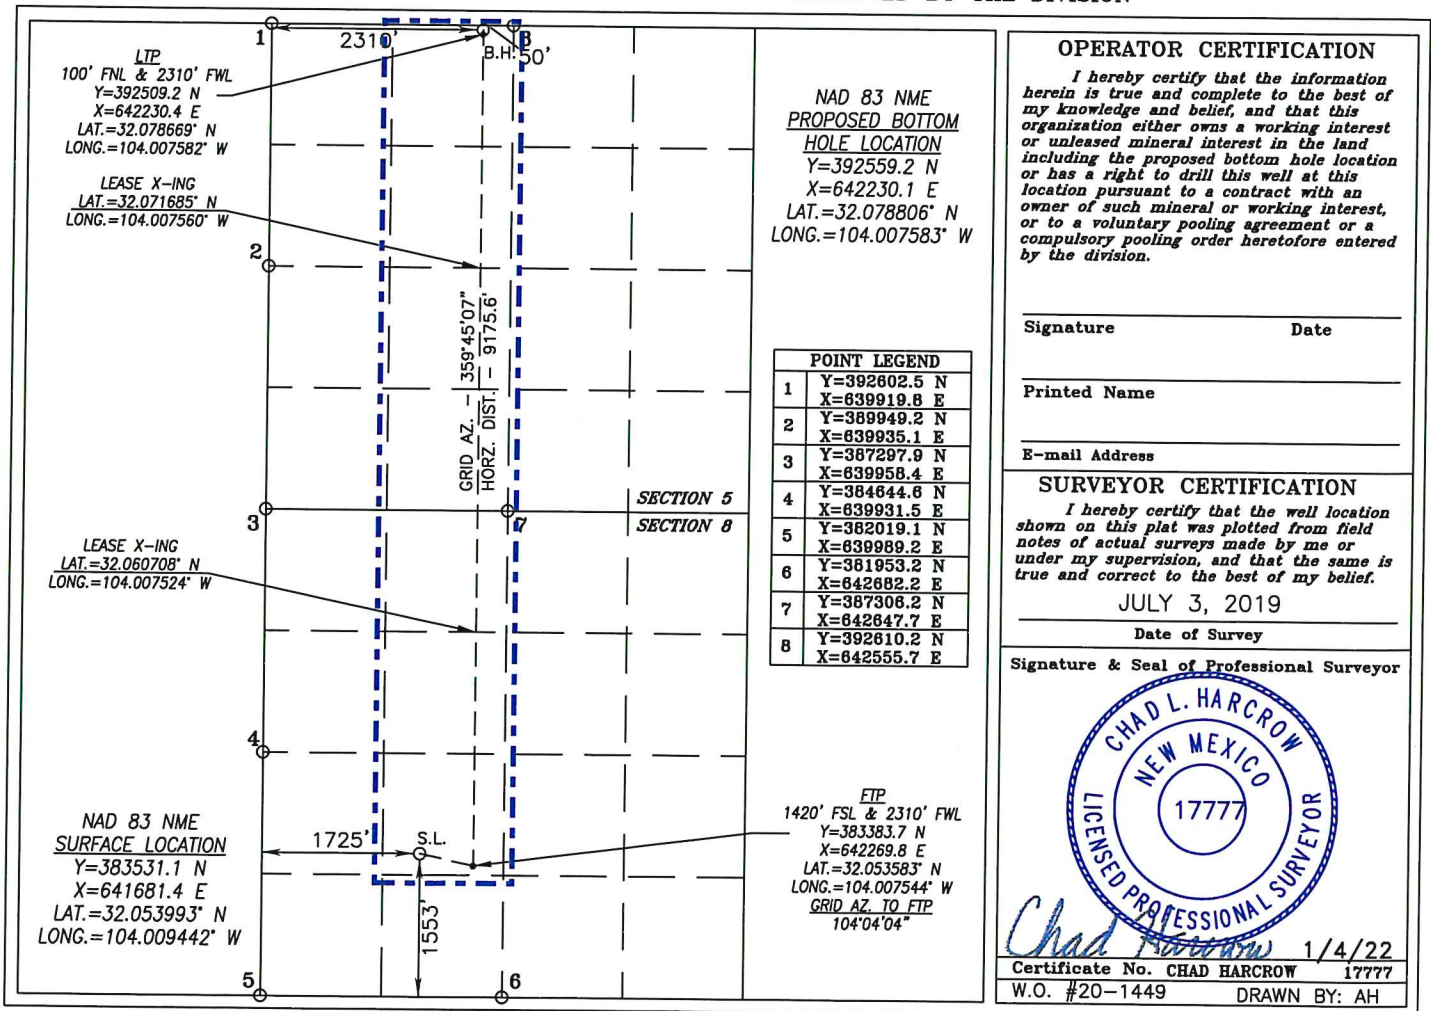 1
2310'
8
B.H.
50'
LTP
100' FNL & 2310' FWL
Y=392509.2 N
X=642230.4 E
LAT.=32.078669° N
LONG.=104.007582° W
LEASE X-ING
LAT.=32.071685° N
LONG.=104.007560° W
2
GRID AZ. - 359°45'07"
HORZ. DIST. - 9175.6'
3
7
SECTION 5
SECTION 8
LEASE X-ING
LAT.=32.060708° N
LONG.=104.007524° W
4
NAD 83 NME
SURFACE LOCATION
Y=383531.1 N
X=641681.4 E
LAT.=32.053993° N
LONG.=104.009442° W
1725'
S.L.
1553'
5
6
NAD 83 NME
PROPOSED BOTTOM
HOLE LOCATION
Y=392559.2 N
X=642230.1 E
LAT.=32.078806° N
LONG.=104.007583° W
POINT LEGEND
1 Y=392602.5 N
X=639919.8 E
2 Y=389949.2 N
X=639935.1 E
3 Y=387297.9 N
X=639958.4 E
4 Y=384644.6 N
X=639931.5 E
5 Y=382019.1 N
X=639989.2 E
6 Y=381953.2 N
X=642682.2 E
7 Y=387306.2 N
X=642647.7 E
8 Y=392610.2 N
X=642555.7 E
FTP
1420' FSL & 2310' FWL
Y=383383.7 N
X=642269.8 E
LAT.=32.053583° N
LONG.=104.007544° W
GRID AZ. TO FTP
104°04'04"
OPERATOR CERTIFICATION
I hereby certify that the information
herein is true and complete to the best of
my knowledge and belief, and that this
organization either owns a working interest
or unleased mineral interest in the land
including the proposed bottom hole location
or has a right to drill this well at this
location pursuant to a contract with an
owner of such mineral or working interest,
or to a voluntary pooling agreement or a
compulsory pooling order heretofore entered
by the division.
Signature Date
Printed Name
E-mail Address
SURVEYOR CERTIFICATION
I hereby certify that the well location
shown on this plat was plotted from field
notes of actual surveys made by me or
under my supervision, and that the same is
true and correct to the best of my belief.
JULY 3, 2019
Date of Survey
Signature & Seal of Professional Surveyor
CHAD L. HARCROW
NEW MEXICO
17777
LICENSED PROFESSIONAL SURVEYOR
Chad Harcrow 1/4/22
Certificate No. CHAD HARCROW 17777
W.O. #20-1449 DRAWN BY: AH